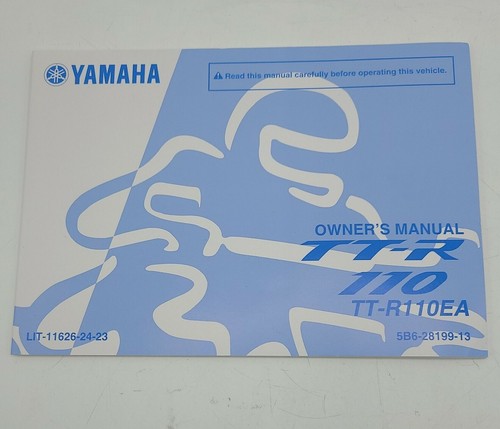 YAMAHA
Read this manual carefully before operating this vehicle.
OWNER'S MANUAL
TT-R
110
TT-R110EA
LIT-11626-24-23
5B6-28199-13